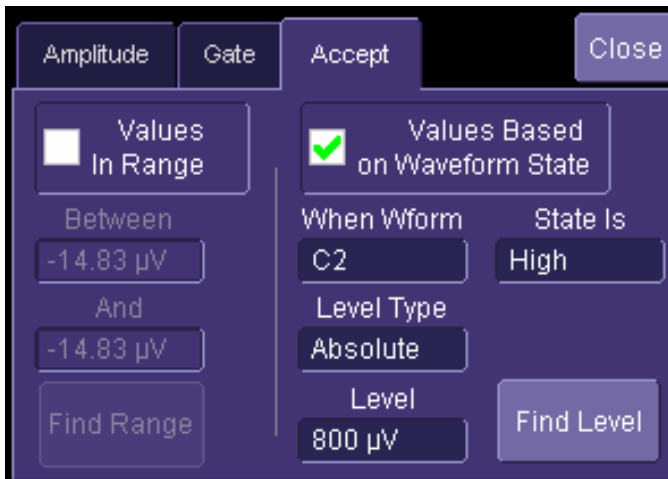 Amplitude
Gate
Accept
Close
Values
In Range
Between
-14.83 µV
And
-14.83 µV
Find Range
Values Based
on Waveform State
When Wform
State Is
C2
High
Level Type
Absolute
Level
800 µV
Find Level